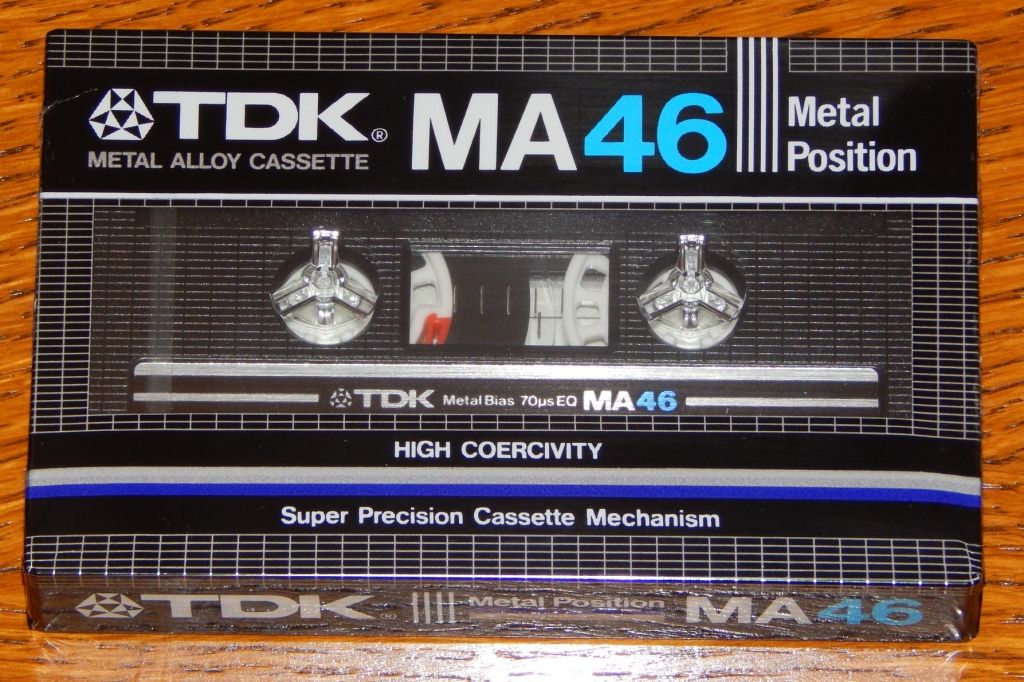 TDK® MA46 Metal Position
METAL ALLOY CASSETTE
TDK Metal Bias 70µs EQ MA46
HIGH COERCIVITY
Super Precision Cassette Mechanism
TDK® Metal Position MA46